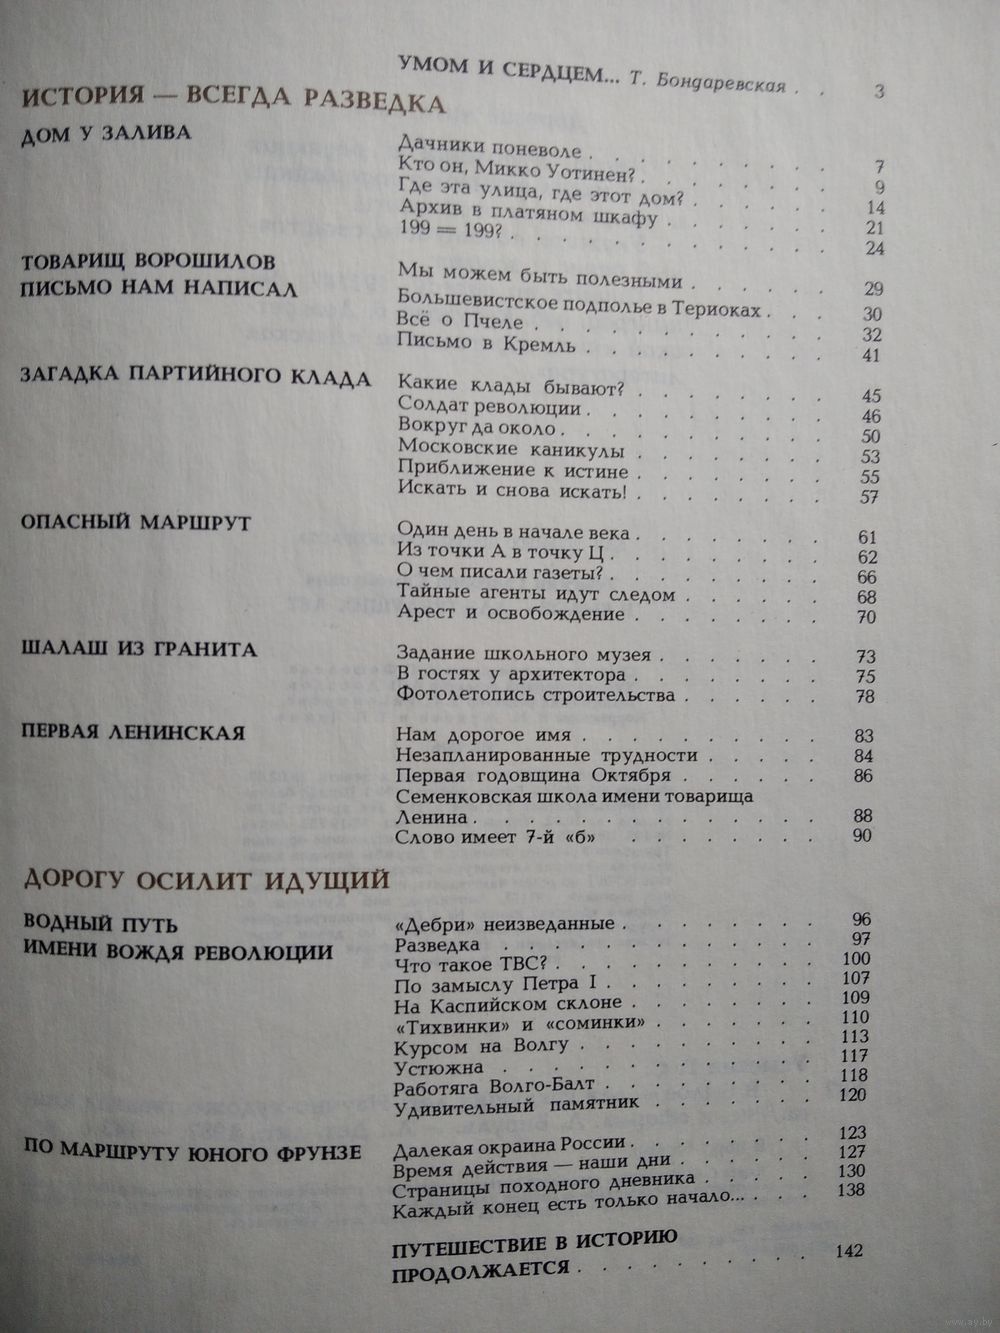 УМОМ И СЕРДЦЕМ... Т. Бондаревская . . 3
ИСТОРИЯ — ВСЕГДА РАЗВЕДКА
ДОМ У ЗАЛИВА
Дачники поневоле . . . . . . . 7
Кто он, Микко Уотинен? . . . . . . 9
Где эта улица, где этот дом? . . . . . 14
Архив в платяном шкафу . . . . . . 21
199 = 199? . . . . . . . . . 24
ТОВАРИЩ ВОРОШИЛОВ
ПИСЬМО НАМ НАПИСАЛ
Мы можем быть полезными . . . . . 29
Большевистское подполье в Териоках . . . 30
Всё о Пчеле . . . . . . . . 32
Письмо в Кремль . . . . . . . 41
ЗАГАДКА ПАРТИЙНОГО КЛАДА
Какие клады бывают? . . . . . . 45
Солдат революции . . . . . . . 46
Вокруг да около . . . . . . . . 50
Московские каникулы . . . . . . 53
Приближение к истине . . . . . . 55
Искать и снова искать! . . . . . . 57
ОПАСНЫЙ МАРШРУТ
Один день в начале века . . . . . . 61
Из точки А в точку Ц . . . . . . . 62
О чем писали газеты? . . . . . . . 66
Тайные агенты идут следом . . . . . 68
Арест и освобождение . . . . . . 70
ШАЛАШ ИЗ ГРАНИТА
Задание школьного музея . . . . . . 73
В гостях у архитектора . . . . . . 75
Фотолетопись строительства . . . . . 78
ПЕРВАЯ ЛЕНИНСКАЯ
Нам дорогое имя . . . . . . . . 83
Незапланированные трудности . . . . . 84
Первая годовщина Октября . . . . . 86
Семенковская школа имени товарища
Ленина . . . . . . . . . . . 88
Слово имеет 7-й «б» . . . . . . 90
ДОРОГУ ОСИЛИТ ИДУЩИЙ
ВОДНЫЙ ПУТЬ
ИМЕНИ ВОЖДЯ РЕВОЛЮЦИИ
«Дебри» неизведанные . . . . . . 96
Разведка . . . . . . . . . 97
Что такое ТВС? . . . . . . . . 100
По замыслу Петра I . . . . . . . 107
На Каспийском склоне . . . . . . 109
«Тихвинки» и «соминки» . . . . . . 110
Курсом на Волгу . . . . . . . 113
Устюжна . . . . . . . . . 117
Работяга Волго-Балт . . . . . . . 118
Удивительный памятник . . . . . . 120
ПО МАРШРУТУ ЮНОГО ФРУНЗЕ
Далекая окраина России . . . . . . 123
Время действия — наши дни . . . . . 127
Страницы походного дневника . . . . . 130
Каждый конец есть только начало... . . . 138
ПУТЕШЕСТВИЕ В ИСТОРИЮ
ПРОДОЛЖАЕТСЯ . . . . . . . . 142
www.ay.by